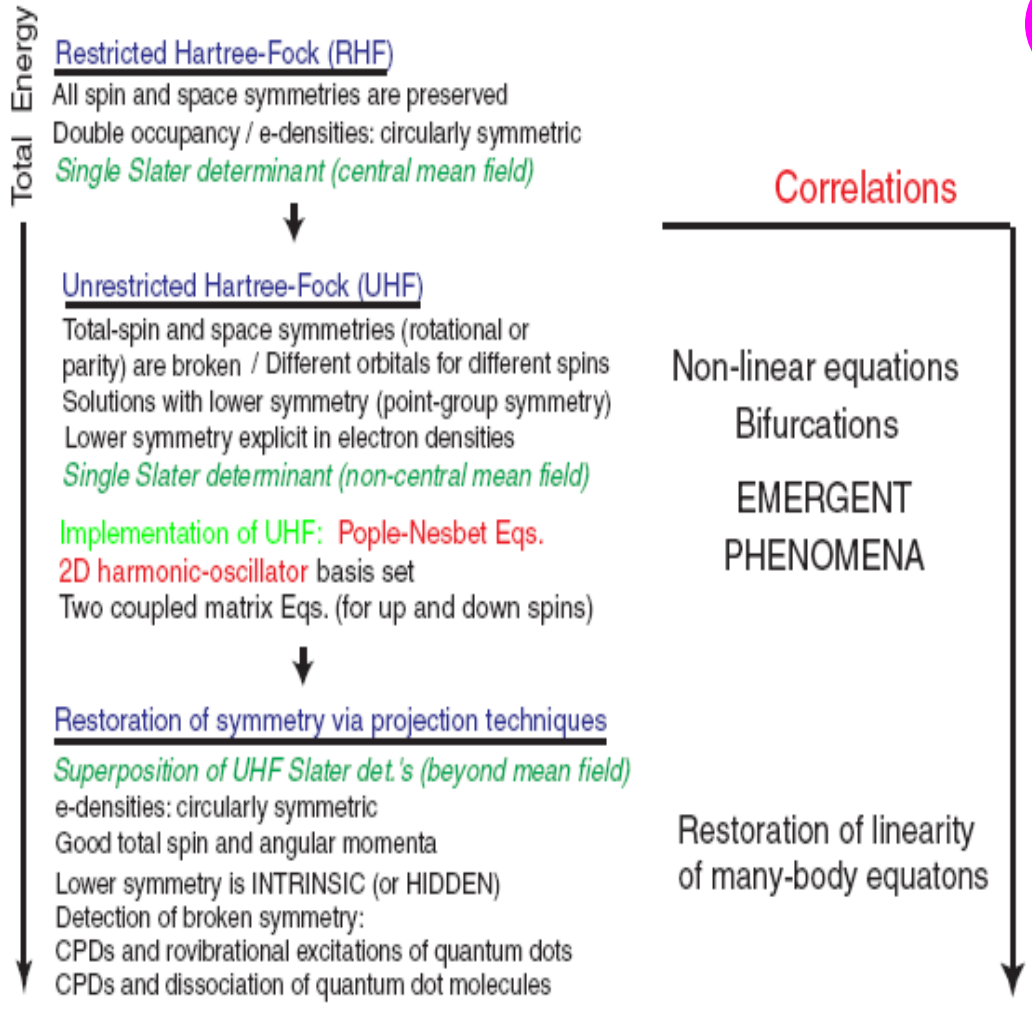 Total Energy
Restricted Hartree-Fock (RHF)
All spin and space symmetries are preserved
Double occupancy / e-densities: circularly symmetric
Single Slater determinant (central mean field)
Correlations
Unrestricted Hartree-Fock (UHF)
Total-spin and space symmetries (rotational or
parity) are broken / Different orbitals for different spins
Solutions with lower symmetry (point-group symmetry)
Lower symmetry explicit in electron densities
Single Slater determinant (non-central mean field)
Implementation of UHF: Pople-Nesbet Eqs.
2D harmonic-oscillator basis set
Two coupled matrix Eqs. (for up and down spins)
Non-linear equations
Bifurcations
EMERGENT
PHENOMENA
Restoration of symmetry via projection techniques
Superposition of UHF Slater det.'s (beyond mean field)
e-densities: circularly symmetric
Good total spin and angular momenta
Lower symmetry is INTRINSIC (or HIDDEN)
Detection of broken symmetry:
CPDs and rovibrational excitations of quantum dots
CPDs and dissociation of quantum dot molecules
Restoration of linearity
of many-body equatons